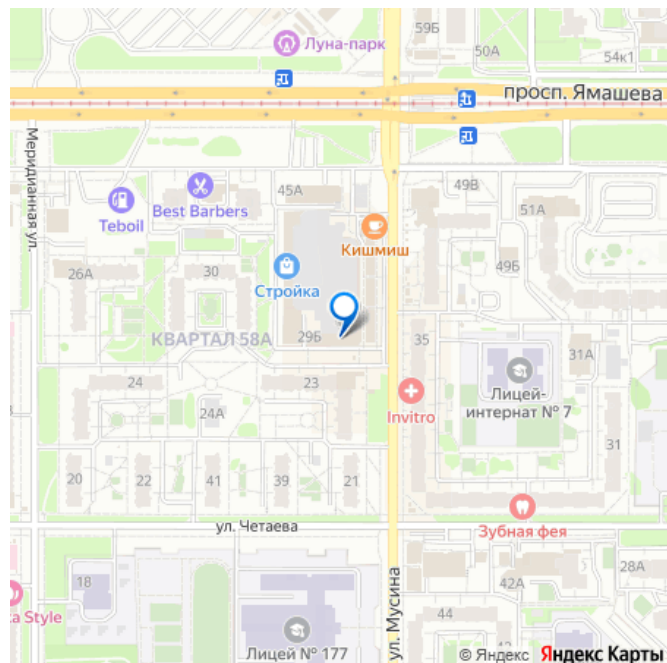 59Б
Луна-парк
50А
54к1
просп. Ямашева
Меридианная ул.
45А
49В
Best Barbers
Teboil
51А
Кишмиш
49Б
26А
30
Стройка
КВАРТАЛ 58А
29Б
35
31А
Лицей-
интернат № 7
24
23
Invitro
24А
31
20
22
41
39
21
ул. Четаева
Зубная фея
18
28А
42А
44
Style
ул. Мусина
Лицей № 177
© Яндекс Яндекс Карты